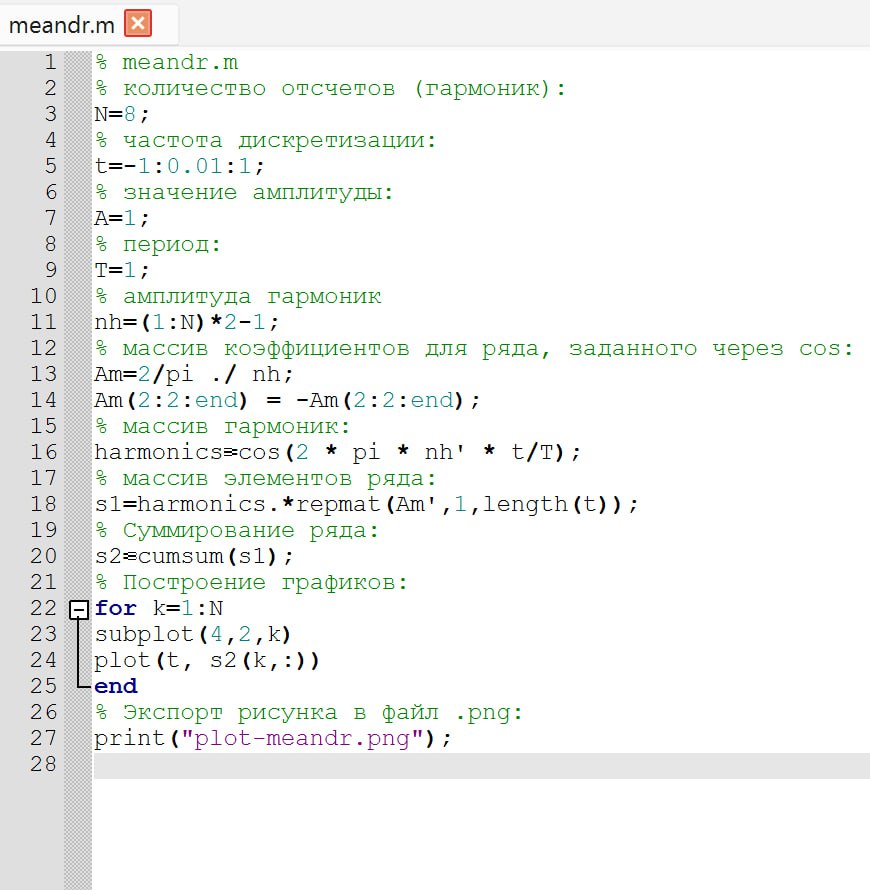 meandr.m
1 % meandr.m
2 % количество отсчетов (гармоник):
3 N=8;
4 % частота дискретизации:
5 t=-1:0.01:1;
6 % значение амплитуды:
7 A=1;
8 % период:
9 T=1;
10 % амплитуда гармоник
11 nh=(1:N)*2-1;
12 % массив коэффициентов для ряда, заданного через cos:
13 Am=2/pi ./ nh;
14 Am(2:2:end) = -Am(2:2:end);
15 % массив гармоник:
16 harmonics=cos(2 * pi * nh' * t/T);
17 % массив элементов ряда:
18 s1=harmonics.*repmat(Am',1,length(t));
19 % Суммирование ряда:
20 s2=cumsum(s1);
21 % Построение графиков:
22 for k=1:N
23 subplot(4,2,k)
24 plot(t, s2(k,:))
25 end
26 % Экспорт рисунка в файл .png:
27 print("plot-meandr.png");
28